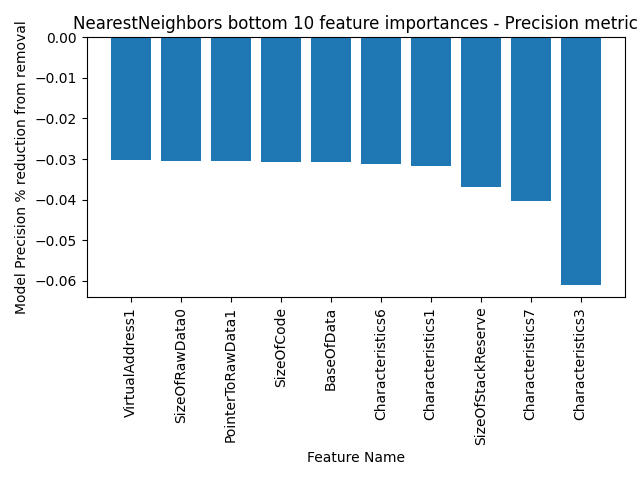 NearestNeighbors bottom 10 feature importances - Precision metric
Model Precision % reduction from removal
0.00
−0.01
−0.02
−0.03
−0.04
−0.05
−0.06
VirtualAddress1
SizeOfRawData0
PointerToRawData1
SizeOfCode
BaseOfData
Characteristics6
Characteristics1
SizeOfStackReserve
Characteristics7
Characteristics3
Feature Name